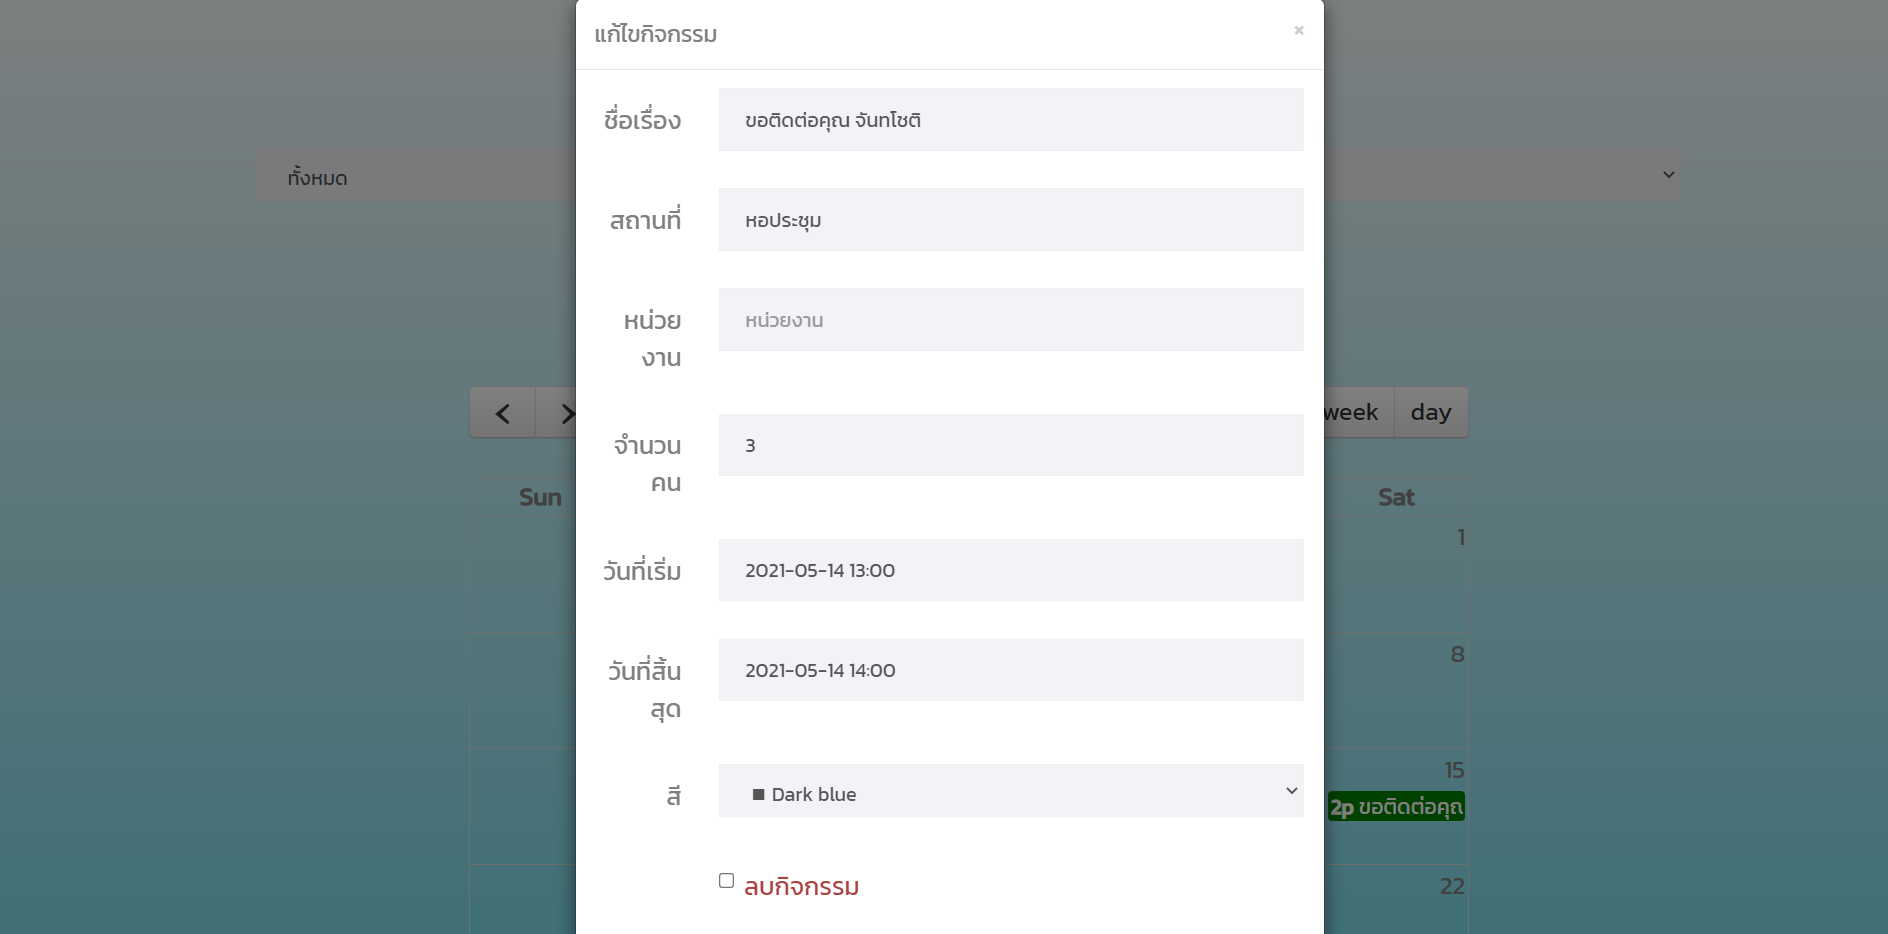 แก้ไขกิจกรรม ×
ชื่อเรื่อง ขอติดต่อคุณ จันทโชติ
ทั้งหมด
สถานที่ หอประชุม
หน่วย
งาน หน่วยงาน
week day
จำนวน
คน 3
Sun Sat
1
วันที่เริ่ม 2021-05-14 13:00
8
วันที่สิ้น
สุด 2021-05-14 14:00
15
สี ■ Dark blue
2p ขอติดต่อคุณ
ลบกิจกรรม
22